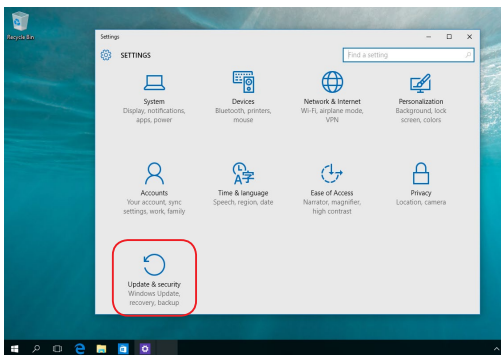 Recycle Bin
Settings
SETTINGS
Find a setting
System
Display, notifications,
apps, power
Devices
Bluetooth, printers,
mouse
Network & Internet
Wi-Fi, airplane mode,
VPN
Personalization
Background, lock
screen, colors
Accounts
Your account, sync
settings, work, family
Time & language
Speech, region, date
Ease of Access
Narrator, magnifier,
high contrast
Privacy
Location, camera
Update & security
Windows Update,
recovery, backup